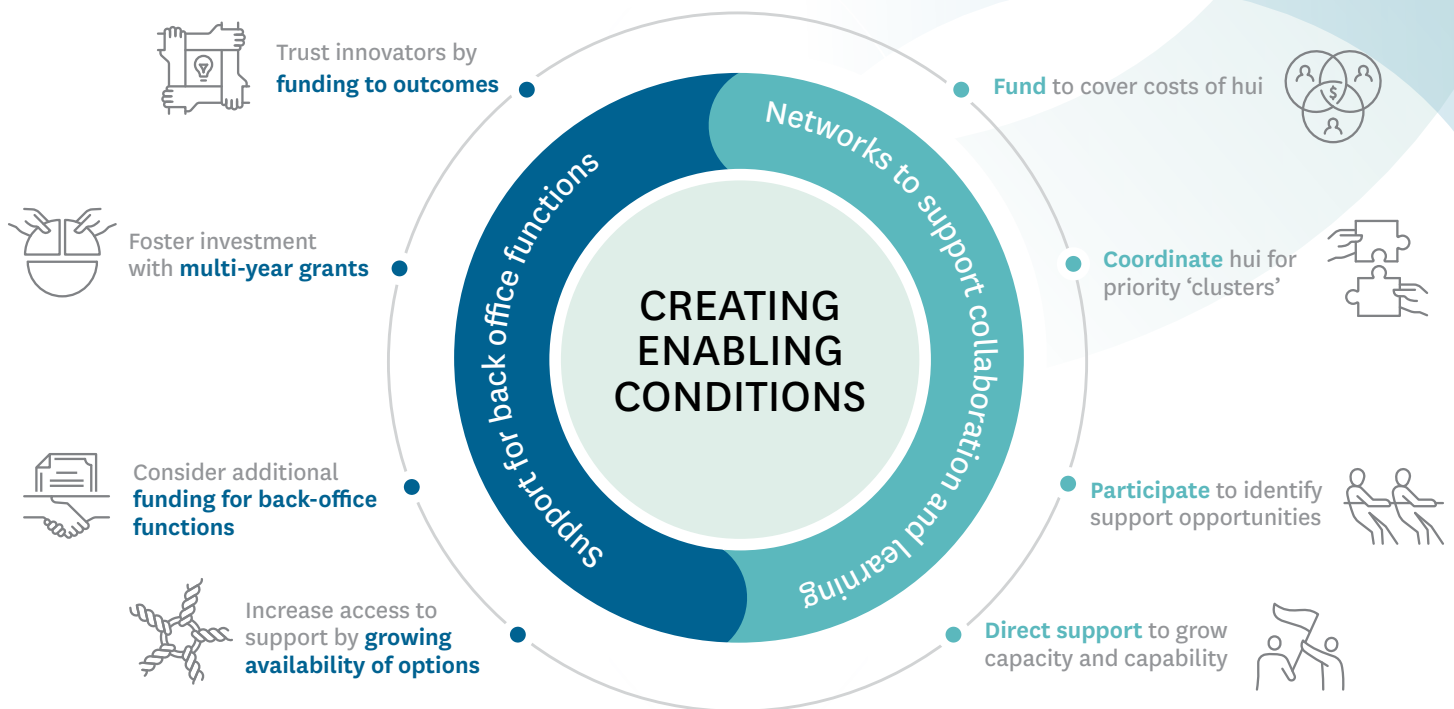 Trust innovators by
funding to outcomes
Foster investment
with multi-year grants
Consider additional
funding for back-office
functions
Increase access to
support by growing
availability of options
Support for back office functions
CREATING
ENABLING
CONDITIONS
Networks to support collaboration and learning
Fund to cover costs of hui
$
Coordinate hui for
priority ‘clusters’
Participate to identify
support opportunities
Direct support to grow
capacity and capability